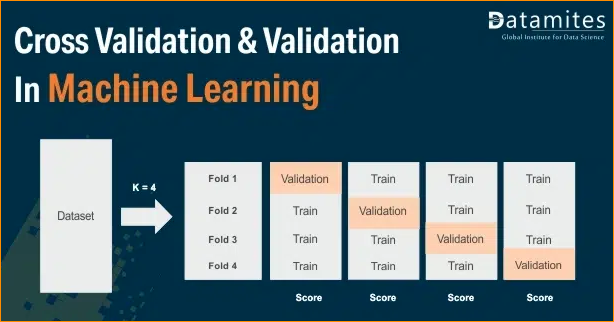 Datamites
Global Institute for Data Science
Cross Validation & Validation
In Machine Learning
Dataset
K = 4
Fold 1 Validation Train Train Train
Fold 2 Train Validation Train Train
Fold 3 Train Train Validation Train
Fold 4 Train Train Train Validation
Score Score Score Score